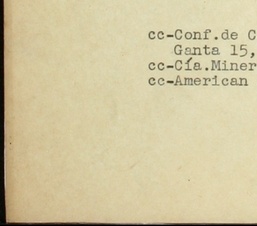 cc-Conf.de C
Ganta 15,
cc-Cía.Miner
cc-American